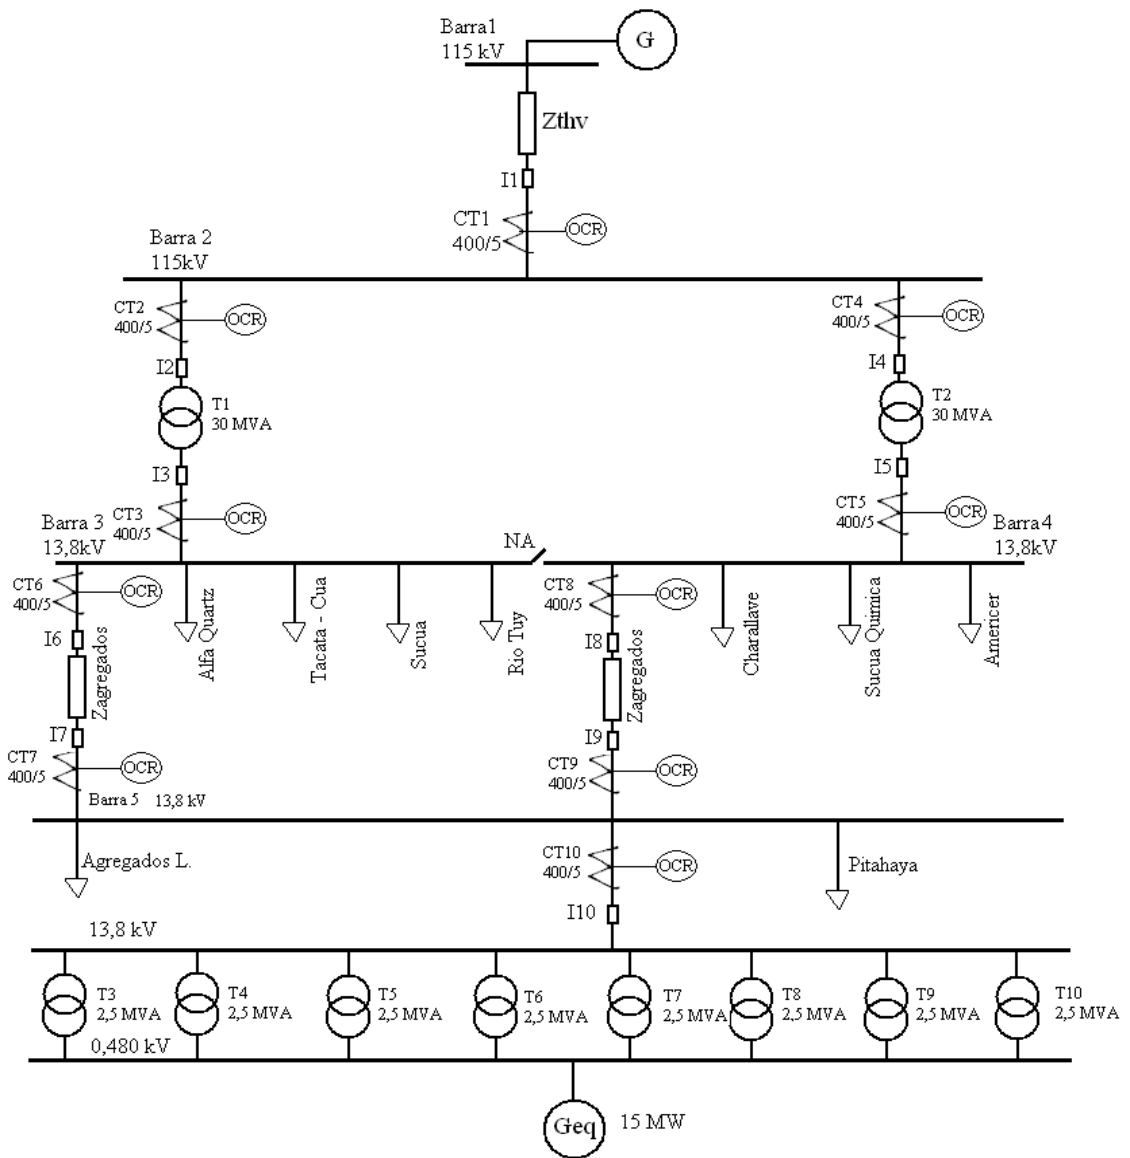 Barra1
115 kV
G
Zthv
I1
CT1
400/5
OCR
Barra 2
115kV
CT2
400/5
OCR
CT4
400/5
OCR
I2
I4
T1
30 MVA
T2
30 MVA
I3
I5
CT3
400/5
OCR
CT5
400/5
OCR
Barra 3
13,8kV
NA
Barra 4
13,8kV
CT6
400/5
OCR
Alfa Quartz
Tacata - Cua
Sucua
Rio Tuy
CT8
400/5
OCR
Charallave
Sucua Quimica
Americer
I6
Zagregados
I8
Zagregados
I7
I9
CT7
400/5
OCR
CT9
400/5
OCR
Barra 5 13,8 kV
Agregados L.
CT10
400/5
OCR
Pitahaya
I10
13,8 kV
T3
2,5 MVA
T4
2,5 MVA
T5
2,5 MVA
T6
2,5 MVA
T7
2,5 MVA
T8
2,5 MVA
T9
2,5 MVA
T10
2,5 MVA
0,480 kV
Geq
15 MW